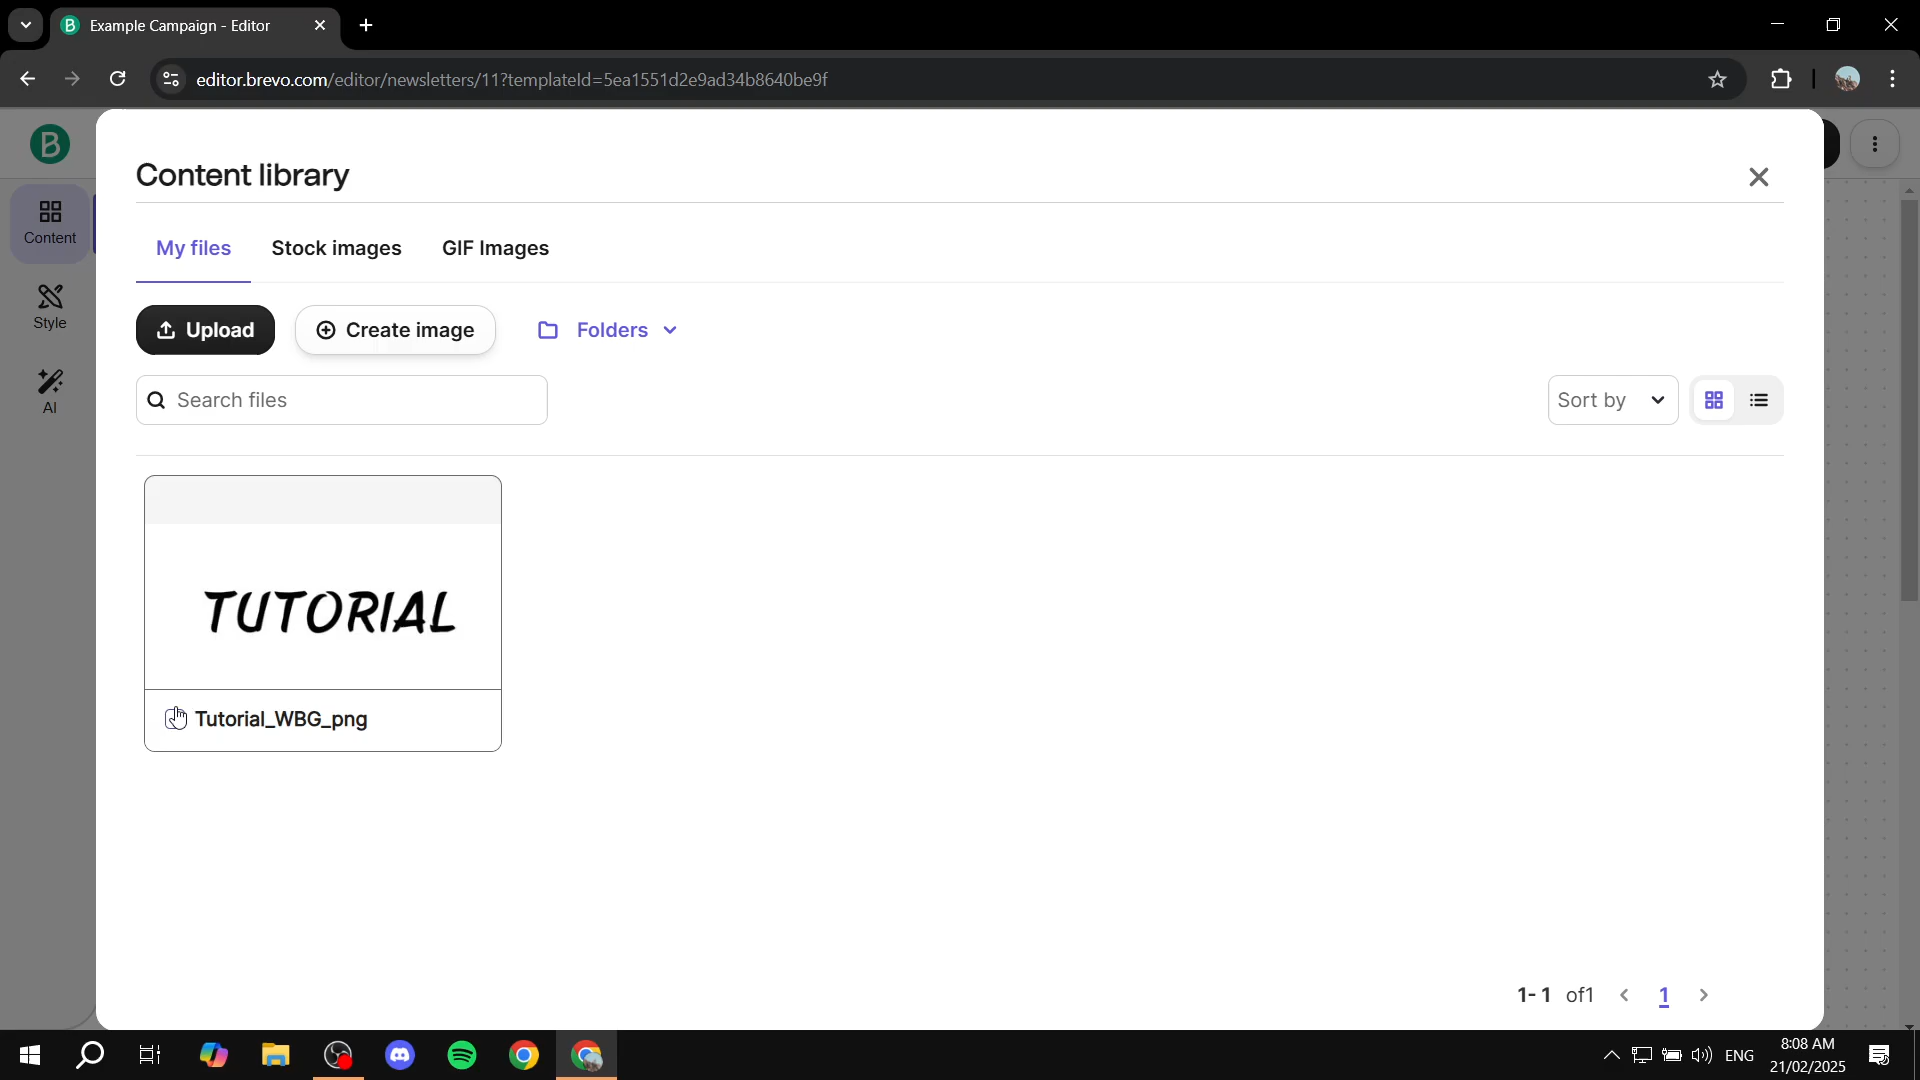 Example Campaign - Editor
editor.brevo.com/editor/newsletters/11?templateId=5ea1551d2e9ad34b8640be9f
B
Content library
Content
My files
Stock images
GIF Images
Style
Upload
Create image
Folders
AI
Search files
Sort by
TUTORIAL
Tutorial_WBG_png
1-1 of1
1
ENG
8:08 AM
21/02/2025